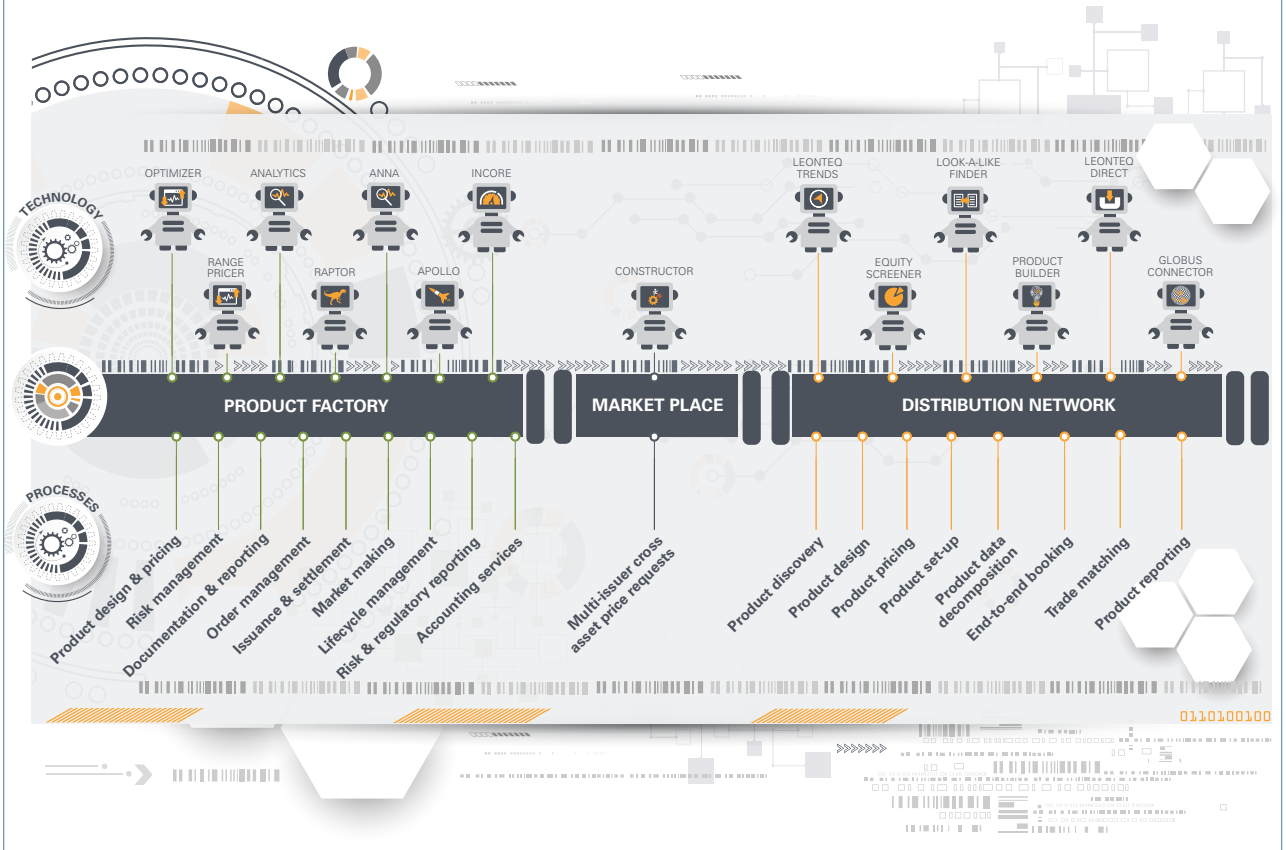 TECHNOLOGY
OPTIMIZER
ANALYTICS
ANNA
INCORE
LEONTEQ
TRENDS
LOOK-A-LIKE
FINDER
LEONTEQ
DIRECT
RANGE
PRICER
RAPTOR
APOLLO
CONSTRUCTOR
EQUITY
SCREENER
PRODUCT
BUILDER
GLOBUS
CONNECTOR
PRODUCT FACTORY
MARKET PLACE
DISTRIBUTION NETWORK
PROCESSES
Product design & pricing
Risk management
Documentation & reporting
Order management
Issuance & settlement
Market making
Lifecycle management
Risk & regulatory reporting
Accounting services
Multi-issuer cross
asset price requests
Product discovery
Product design
Product pricing
Product set-up
Product data
decomposition
End-to-end booking
Trade matching
Product reporting
0110100100